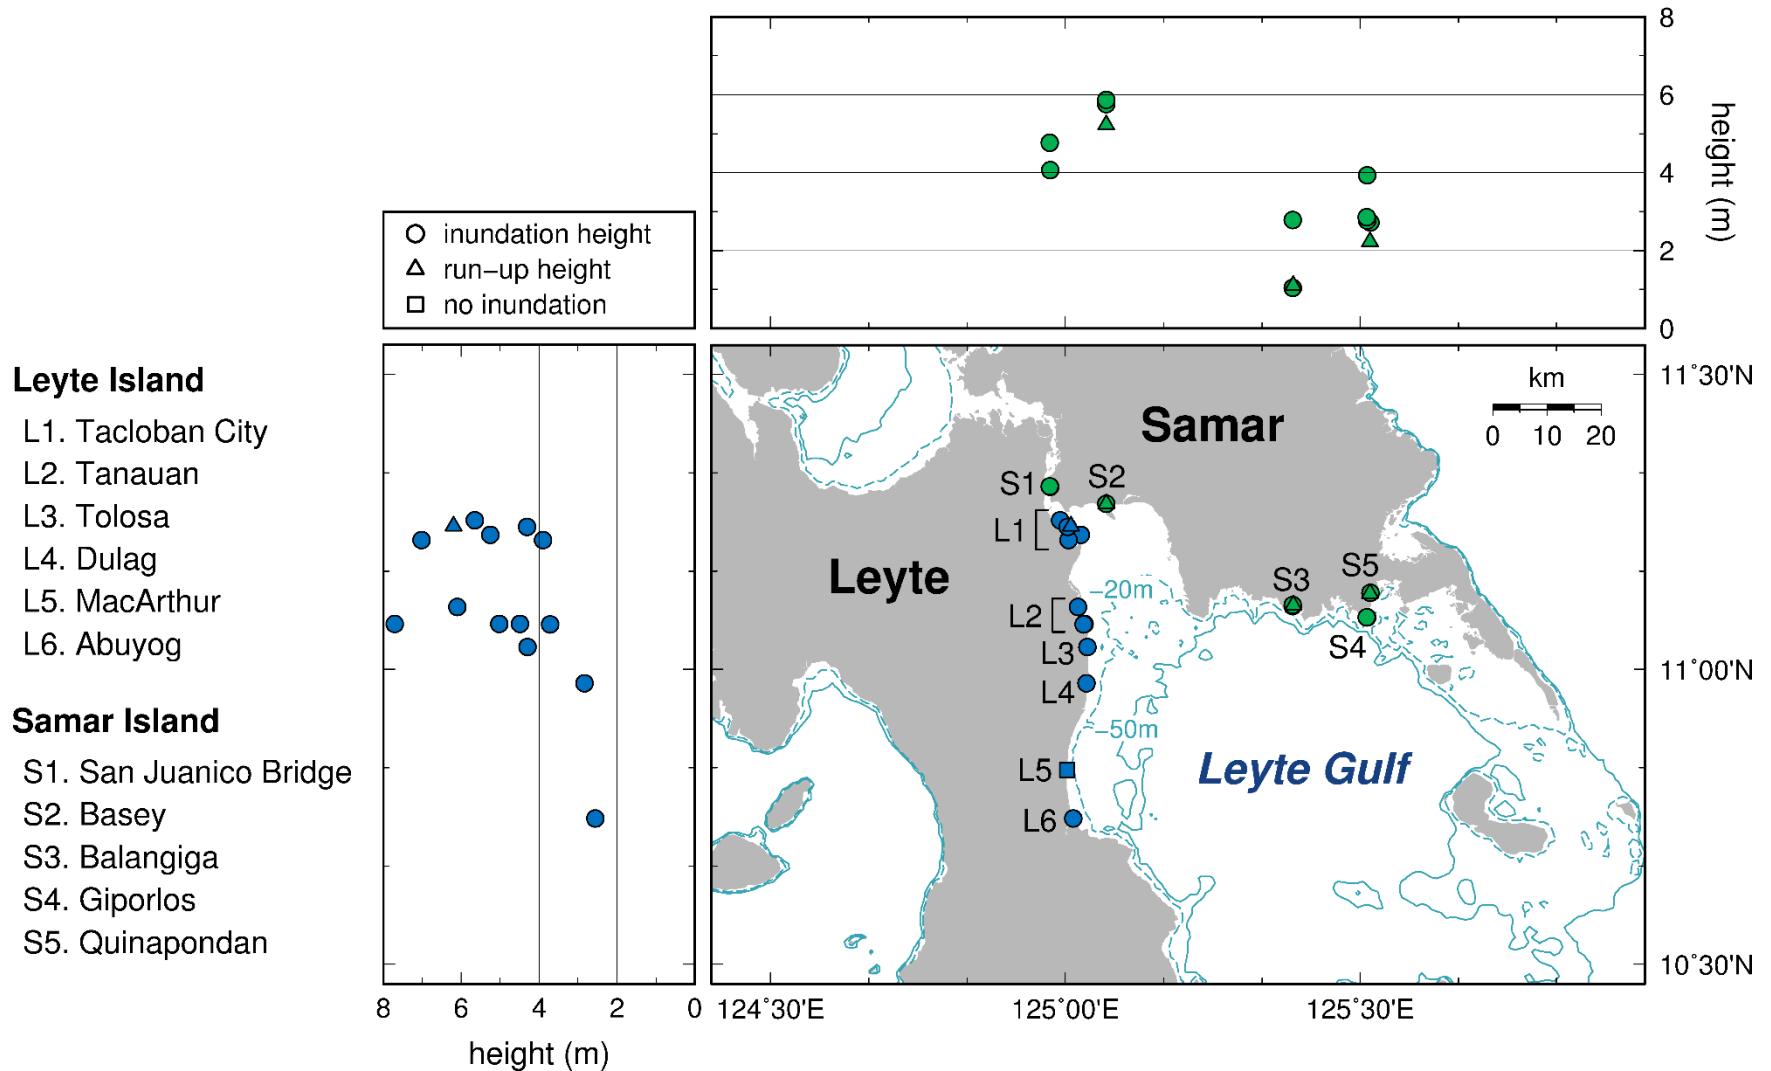 8
6
4
2
0
height (m)
inundation height
run-up height
no inundation
Leyte Island
L1. Tacloban City
L2. Tanauan
L3. Tolosa
L4. Dulag
L5. MacArthur
L6. Abuyog
Samar Island
S1. San Juanico Bridge
S2. Basey
S3. Balangiga
S4. Giporlos
S5. Quinapondan
8 6 4 2 0
height (m)
km
0 10 20
Samar
Leyte
Leyte Gulf
S1
S2
L1
S3
S5
S4
L2
L3
L4
L5
L6
-20m
-50m
11°30'N
11°00'N
10°30'N
124°30'E 125°00'E 125°30'E